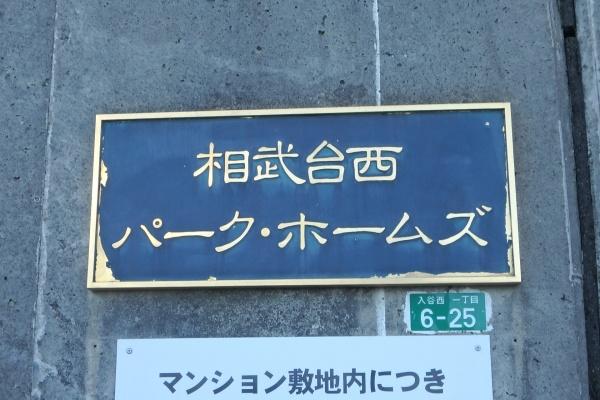 相武台西
パーク・ホームズ
入谷西 一丁目
6-25
マンション敷地内につき